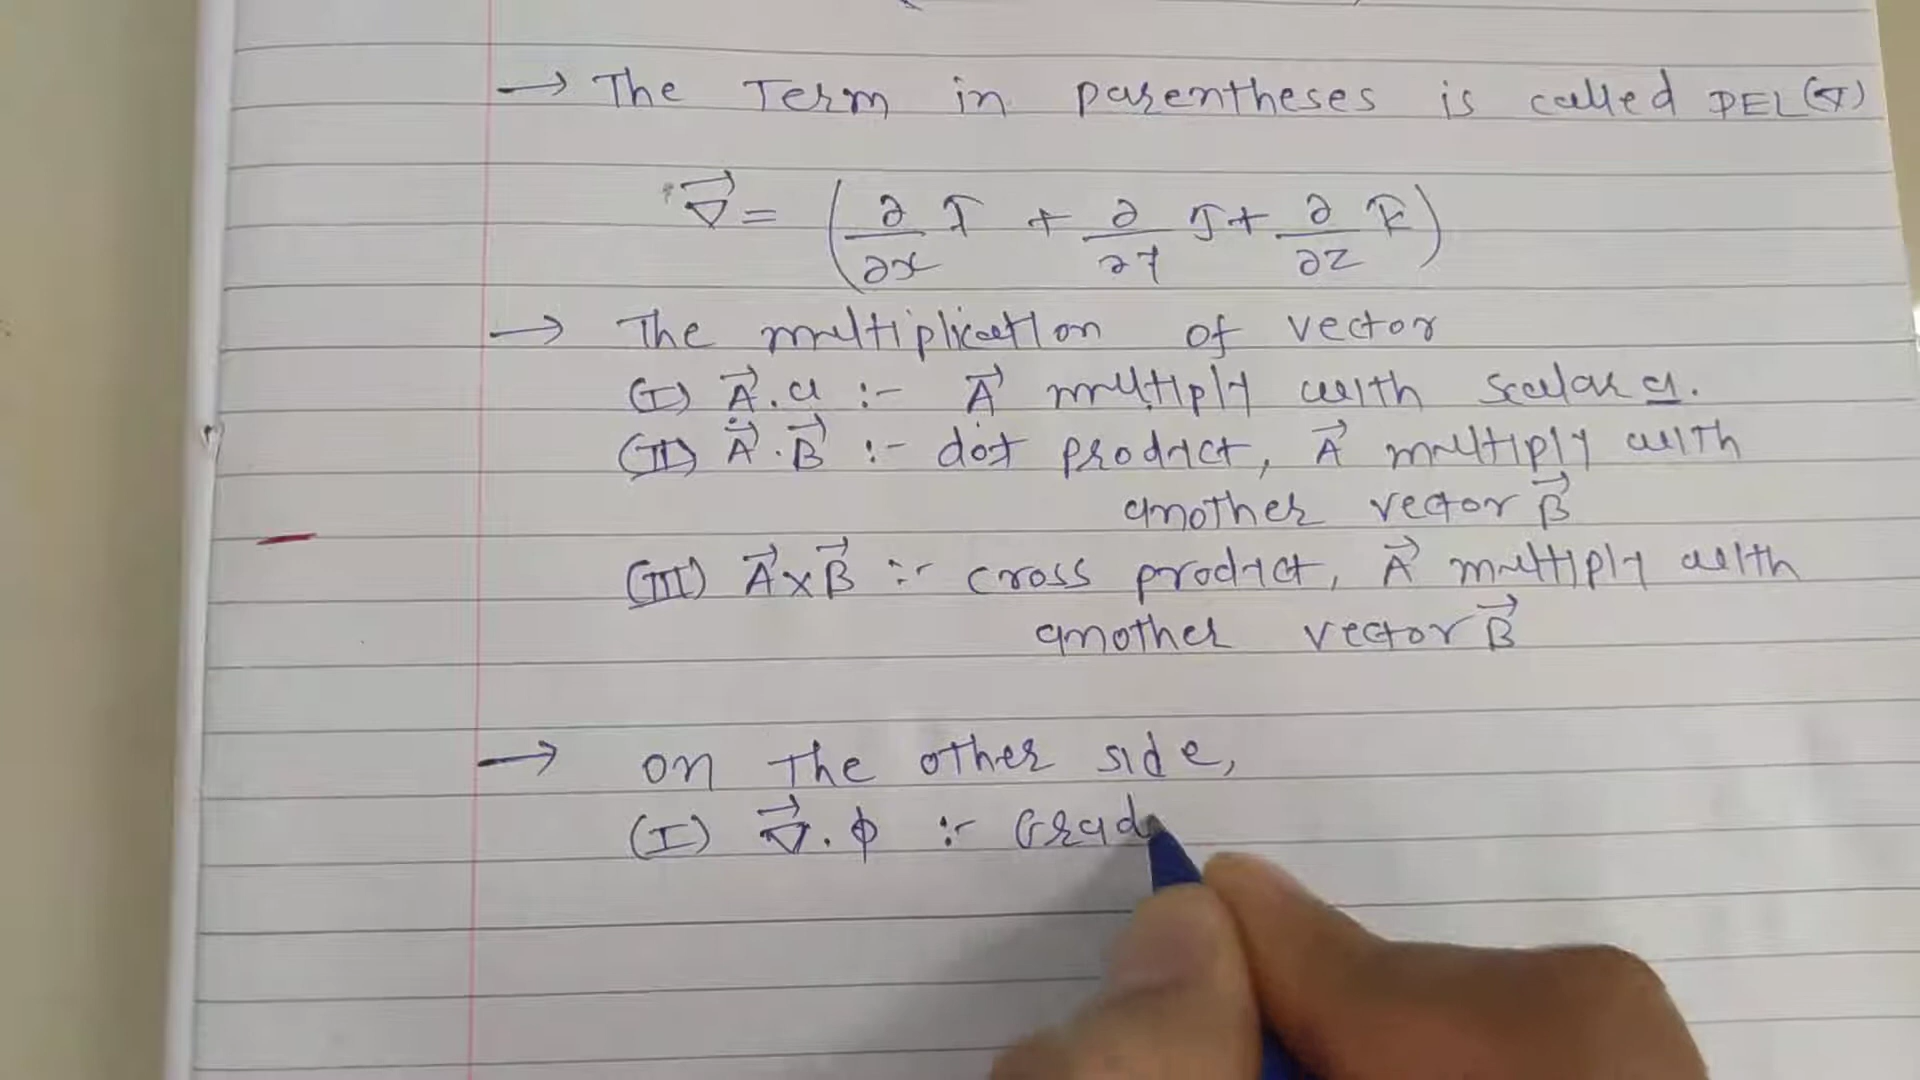 → The Term in parentheses is called DEL(∇)
∇⃗ = (∂/∂x î + ∂/∂y ĵ + ∂/∂z k̂)
→ The multiplication of vector
(I) A⃗.a :- A⃗ multiply with scalar a.
(II) A⃗.B⃗ :- dot product, A⃗ multiply with
another vector B⃗
(III) A⃗×B⃗ :- cross product, A⃗ multiply with
another vector B⃗
→ on the other side,
(I) ∇⃗.ϕ :- Grad